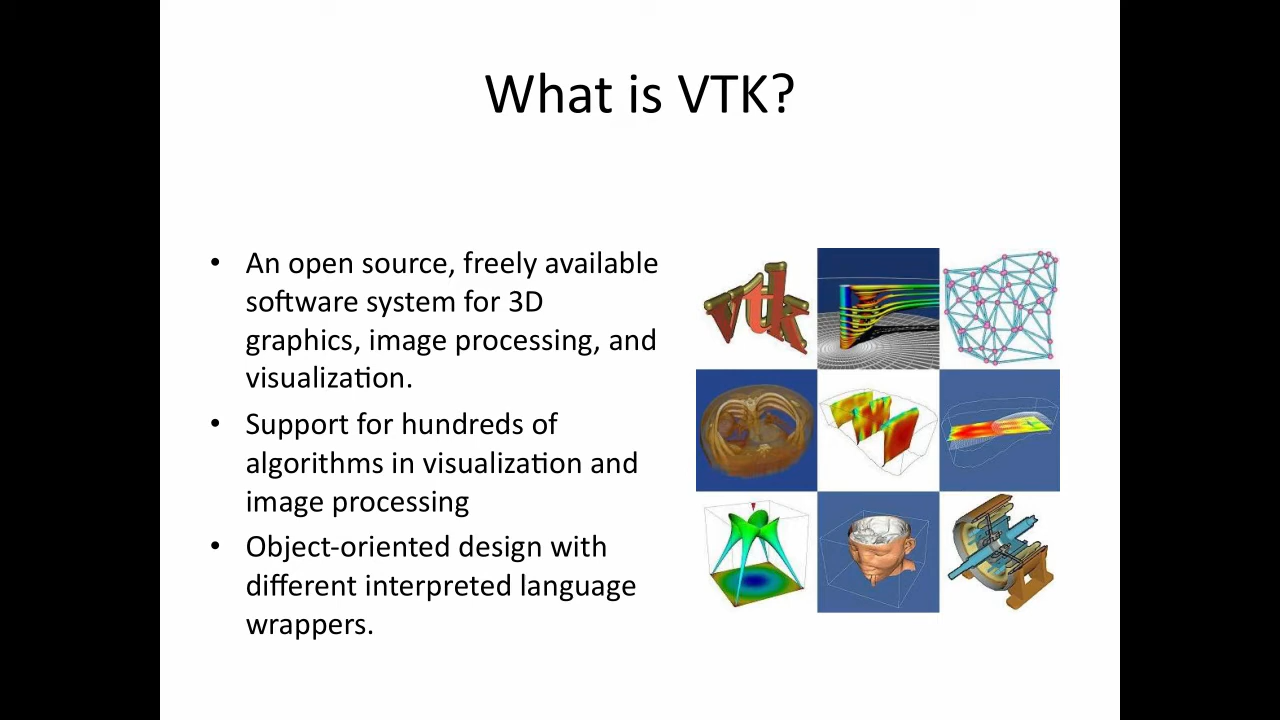 What is VTK?
• An open source, freely available
software system for 3D
graphics, image processing, and
visualization.
• Support for hundreds of
algorithms in visualization and
image processing
• Object-oriented design with
different interpreted language
wrappers.
vtk